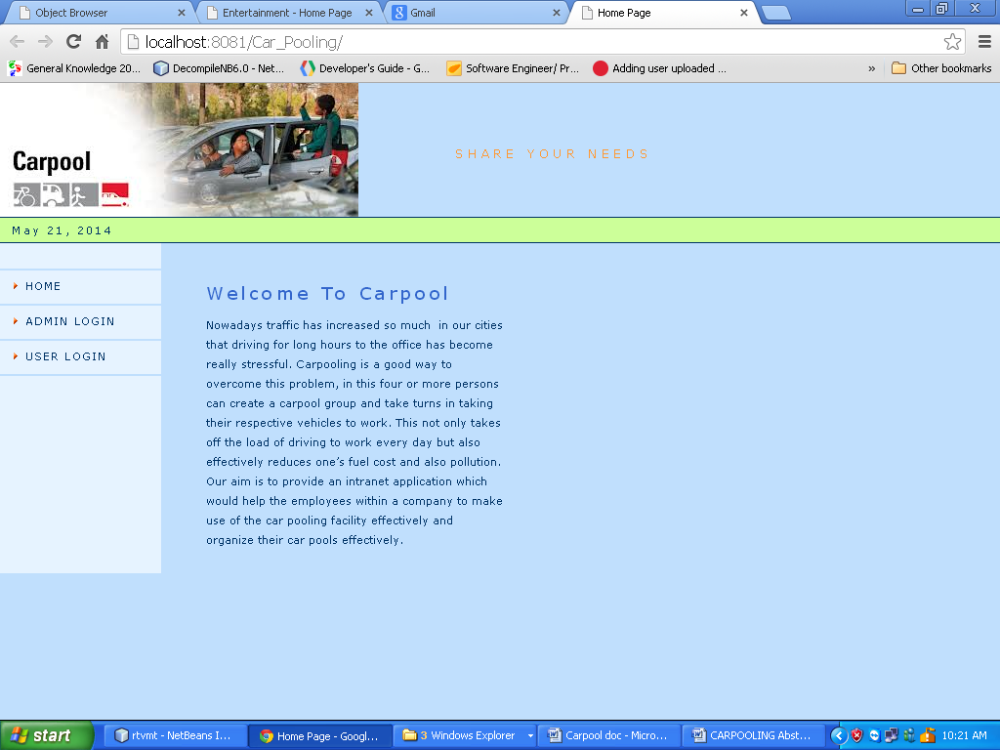 Object Browser
Entertainment - Home Page
Gmail
Home Page
localhost:8081/Car_Pooling/
General Knowledge 20...
DecompileNB6.0 - Net...
Developer's Guide - G...
Software Engineer/ Pr...
Adding user uploaded ...
»
Other bookmarks
Carpool
SHARE YOUR NEEDS
May 21, 2014
HOME
ADMIN LOGIN
USER LOGIN
Welcome To Carpool
Nowadays traffic has increased so much in our cities
that driving for long hours to the office has become
really stressful. Carpooling is a good way to
overcome this problem, in this four or more persons
can create a carpool group and take turns in taking
their respective vehicles to work. This not only takes
off the load of driving to work every day but also
effectively reduces one’s fuel cost and also pollution.
Our aim is to provide an intranet application which
would help the employees within a company to make
use of the car pooling facility effectively and
organize their car pools effectively.
start
rtvmt - NetBeans I...
Home Page - Googl...
3 Windows Explorer
Carpool doc - Micro...
CARPOOLING Abst...
10:21 AM